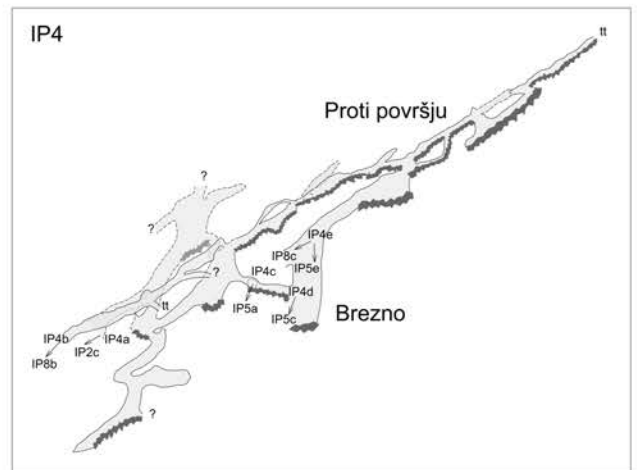 IP4
tt
Proti površju
?
?
IP4e
IP8c
?
IP4c
IP5e
tt
IP5a
IP4d
IP4b
IP4a
IP5c
Brezno
IP2c
IP8b
?